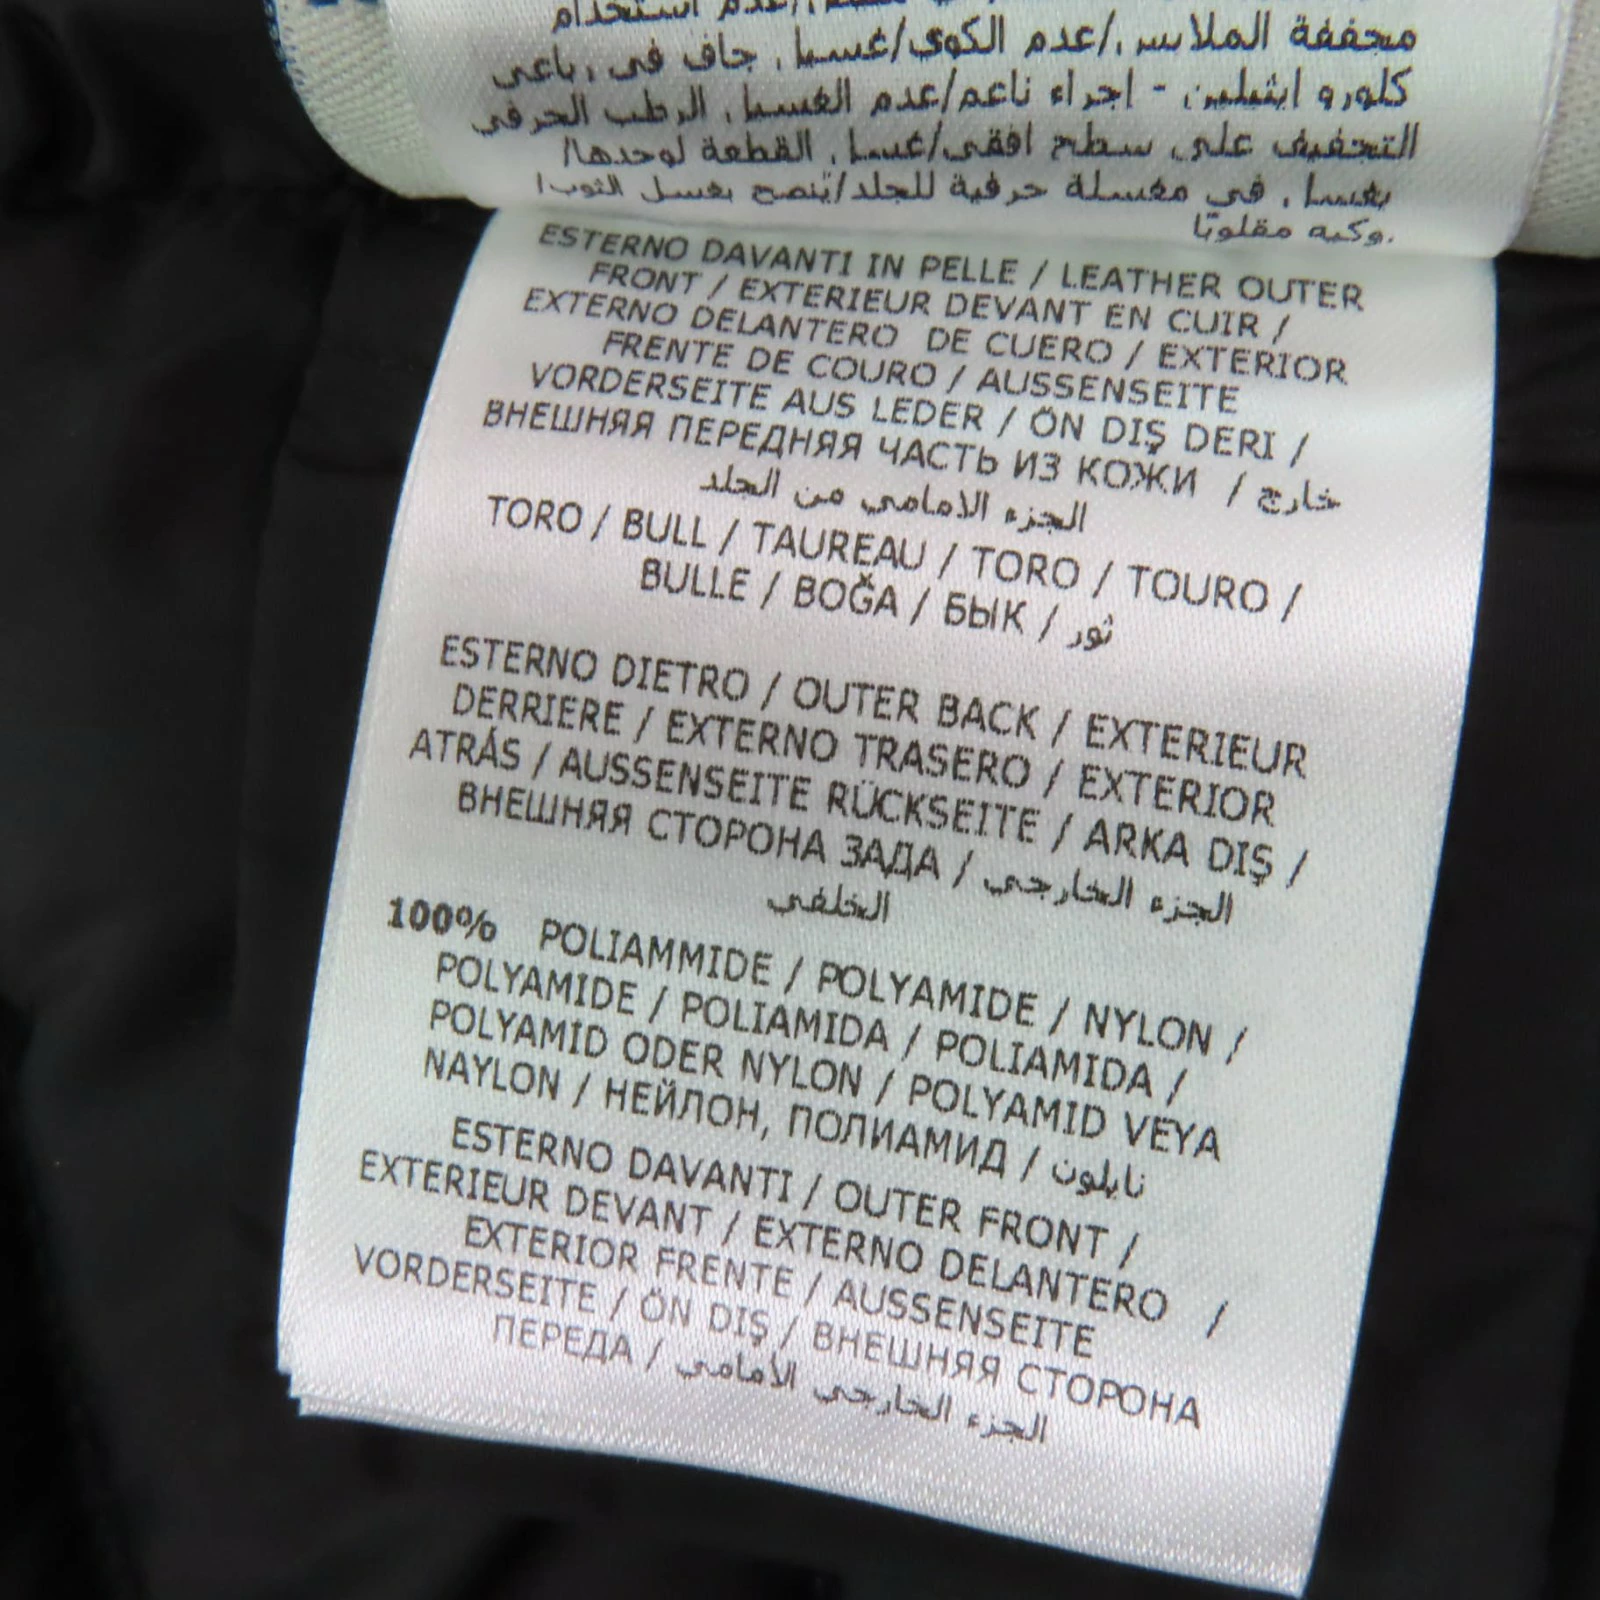 محففة الملابس/عدم الكوي/غسيل جاف في رباعي
كلورو ايثيلين - اجراء ناعم/عدم الغسيل الرطب الحرفي
التجفيف على سطح افقي/غسل القطعة لوحدها/
بغسيل في مغسلة حرفية للجلد/يُنصح بغسل الثوب
وكيه مقلوبًا.
ESTERNO DAVANTI IN PELLE / LEATHER OUTER
FRONT / EXTERIEUR DEVANT EN CUIR /
EXTERNO DELANTERO DE CUERO / EXTERIOR
FRENTE DE COURO / AUSSENSEITE
VORDERSEITE AUS LEDER / ÖN DIŞ DERI /
ВНЕШНЯЯ ПЕРЕДНЯЯ ЧАСТЬ ИЗ КОЖИ / خارج
الجزء الامامي من الجلد
TORO / BULL / TAUREAU / TORO / TOURO /
BULLE / BOĞA / БЫК / ثور
ESTERNO DIETRO / OUTER BACK / EXTERIEUR
DERRIERE / EXTERNO TRASERO / EXTERIOR
ATRÁS / AUSSENSEITE RÜCKSEITE / ARKA DIŞ /
ВНЕШНЯЯ СТОРОНА ЗАДА / الجزء الخارجي
الخلفي
100% POLIAMMIDE / POLYAMIDE / NYLON /
POLYAMIDE / POLIAMIDA / POLIAMIDA /
POLYAMID ODER NYLON / POLYAMID VEYA
NAYLON / НЕЙЛОН, ПОЛИАМИД / نايلون
ESTERNO DAVANTI / OUTER FRONT /
EXTERIEUR DEVANT / EXTERNO DELANTERO /
EXTERIOR FRENTE / AUSSENSEITE
VORDERSEITE / ÖN DIŞ / ВНЕШНЯЯ СТОРОНА
ПЕРЕДА / الجزء الخارجي الأمامي